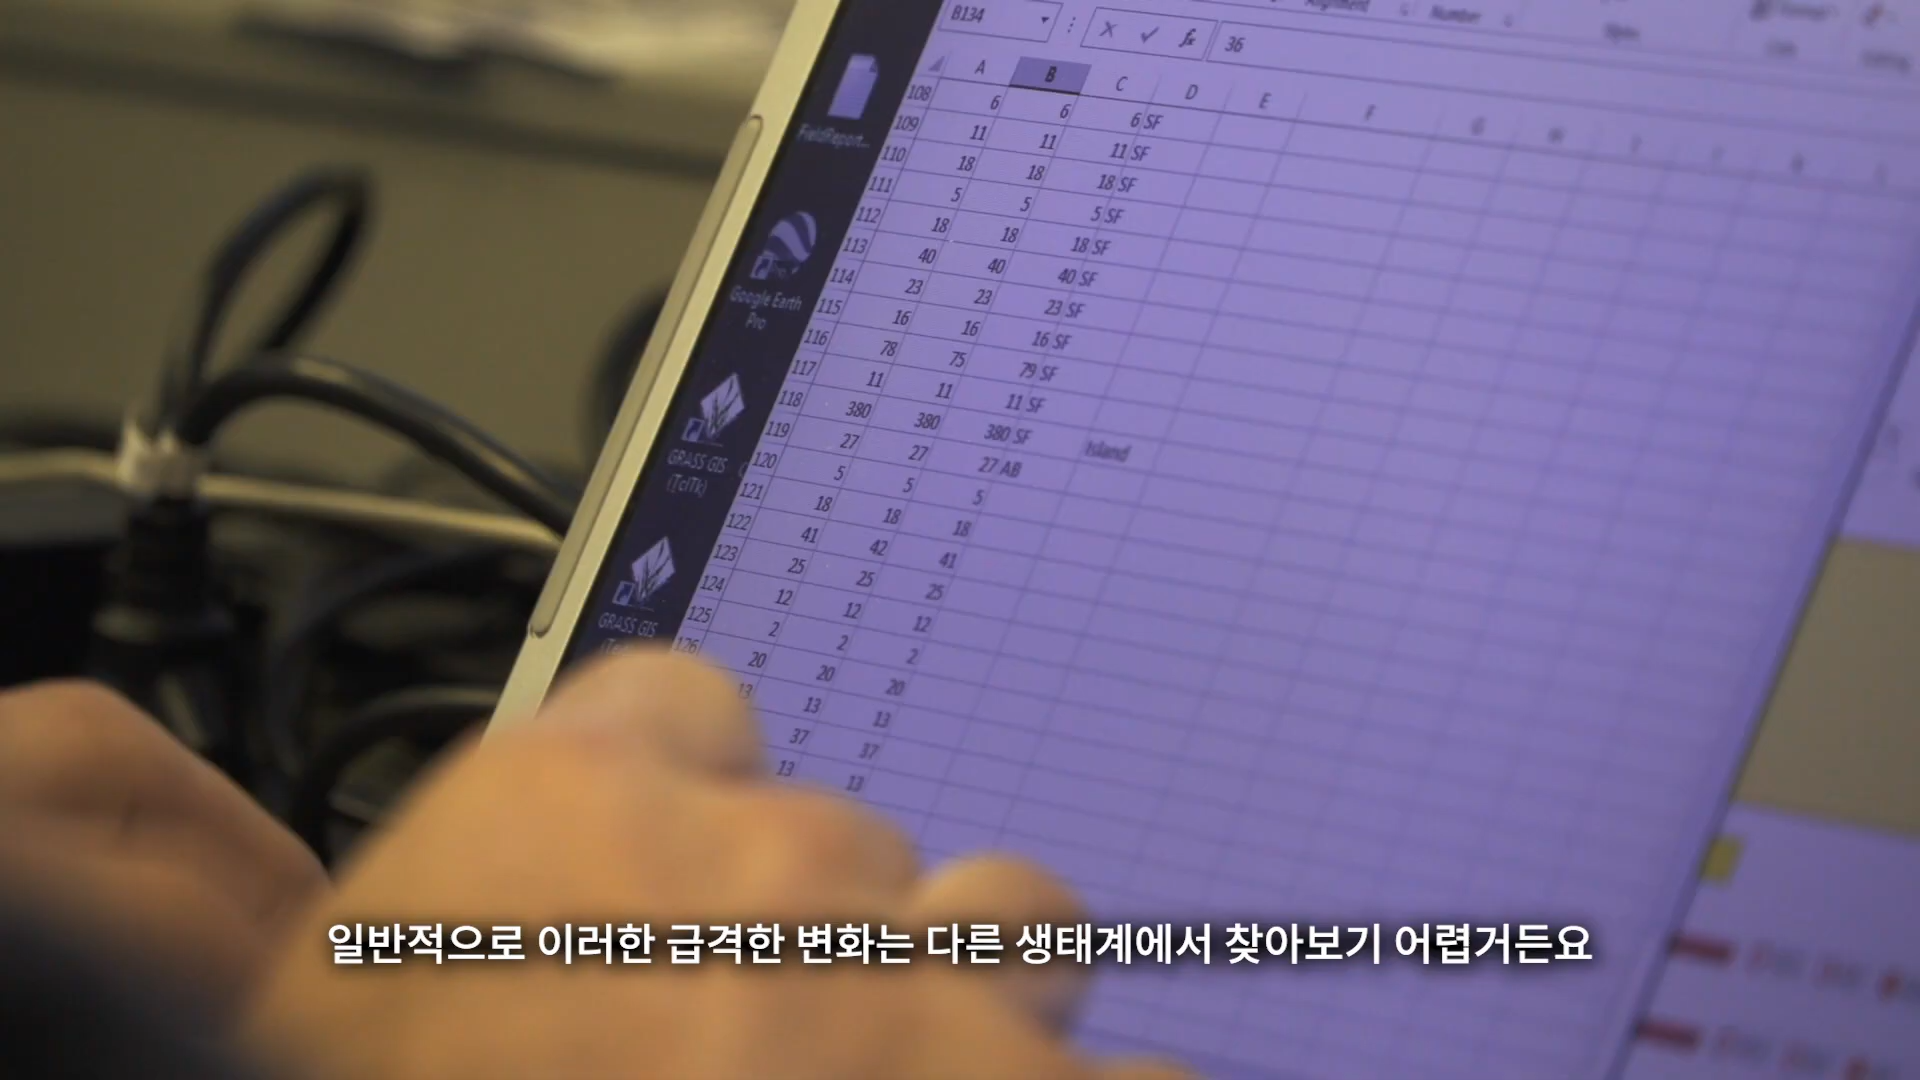 B134
36
Number
A B C D E F G
108 6 6 6 SF
109 11 11 11 SF
110 18 18 18 SF
111 5 5 5 SF
112 18 18 18 SF
113 40 40 40 SF
114 23 23 23 SF
115 16 16 16 SF
116 78 75 79 SF
117 11 11 11 SF
118 380 380 380 SF Island
119 27 27 27 AB
120 5 5 5
121 18 18 18
122 41 42 41
123 25 25 25
124 12 12 12
125 2 2 2
126 20 20 20
13 13 13
37 37
13 13
FieldReport...
Google Earth
Pro
GRASS GIS
(TclTk)
GRASS GIS
일반적으로 이러한 급격한 변화는 다른 생태계에서 찾아보기 어렵거든요